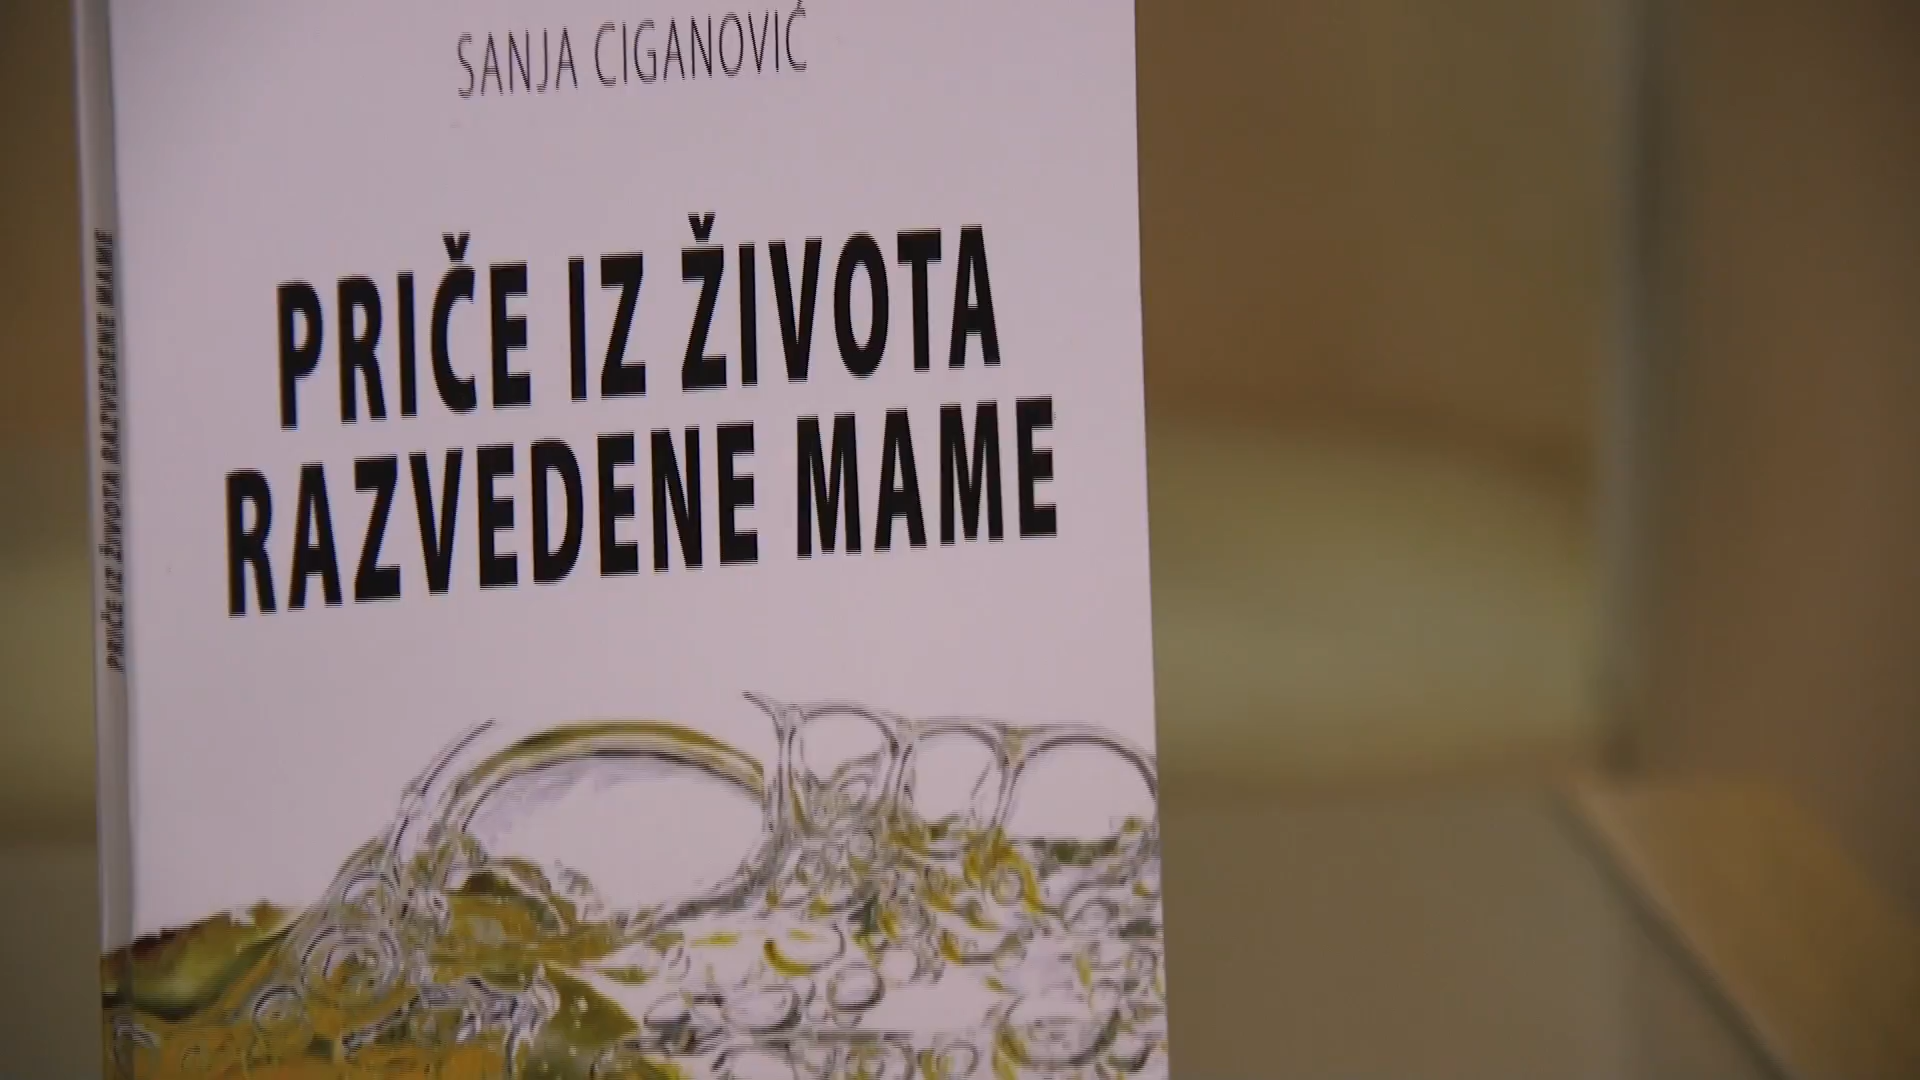 SANJA CIGANOVIĆ
PRIČE IZ ŽIVOTA
RAZVEDENE MAME
PRIČE IZ ŽIVOTA RAZVEDENE MAME